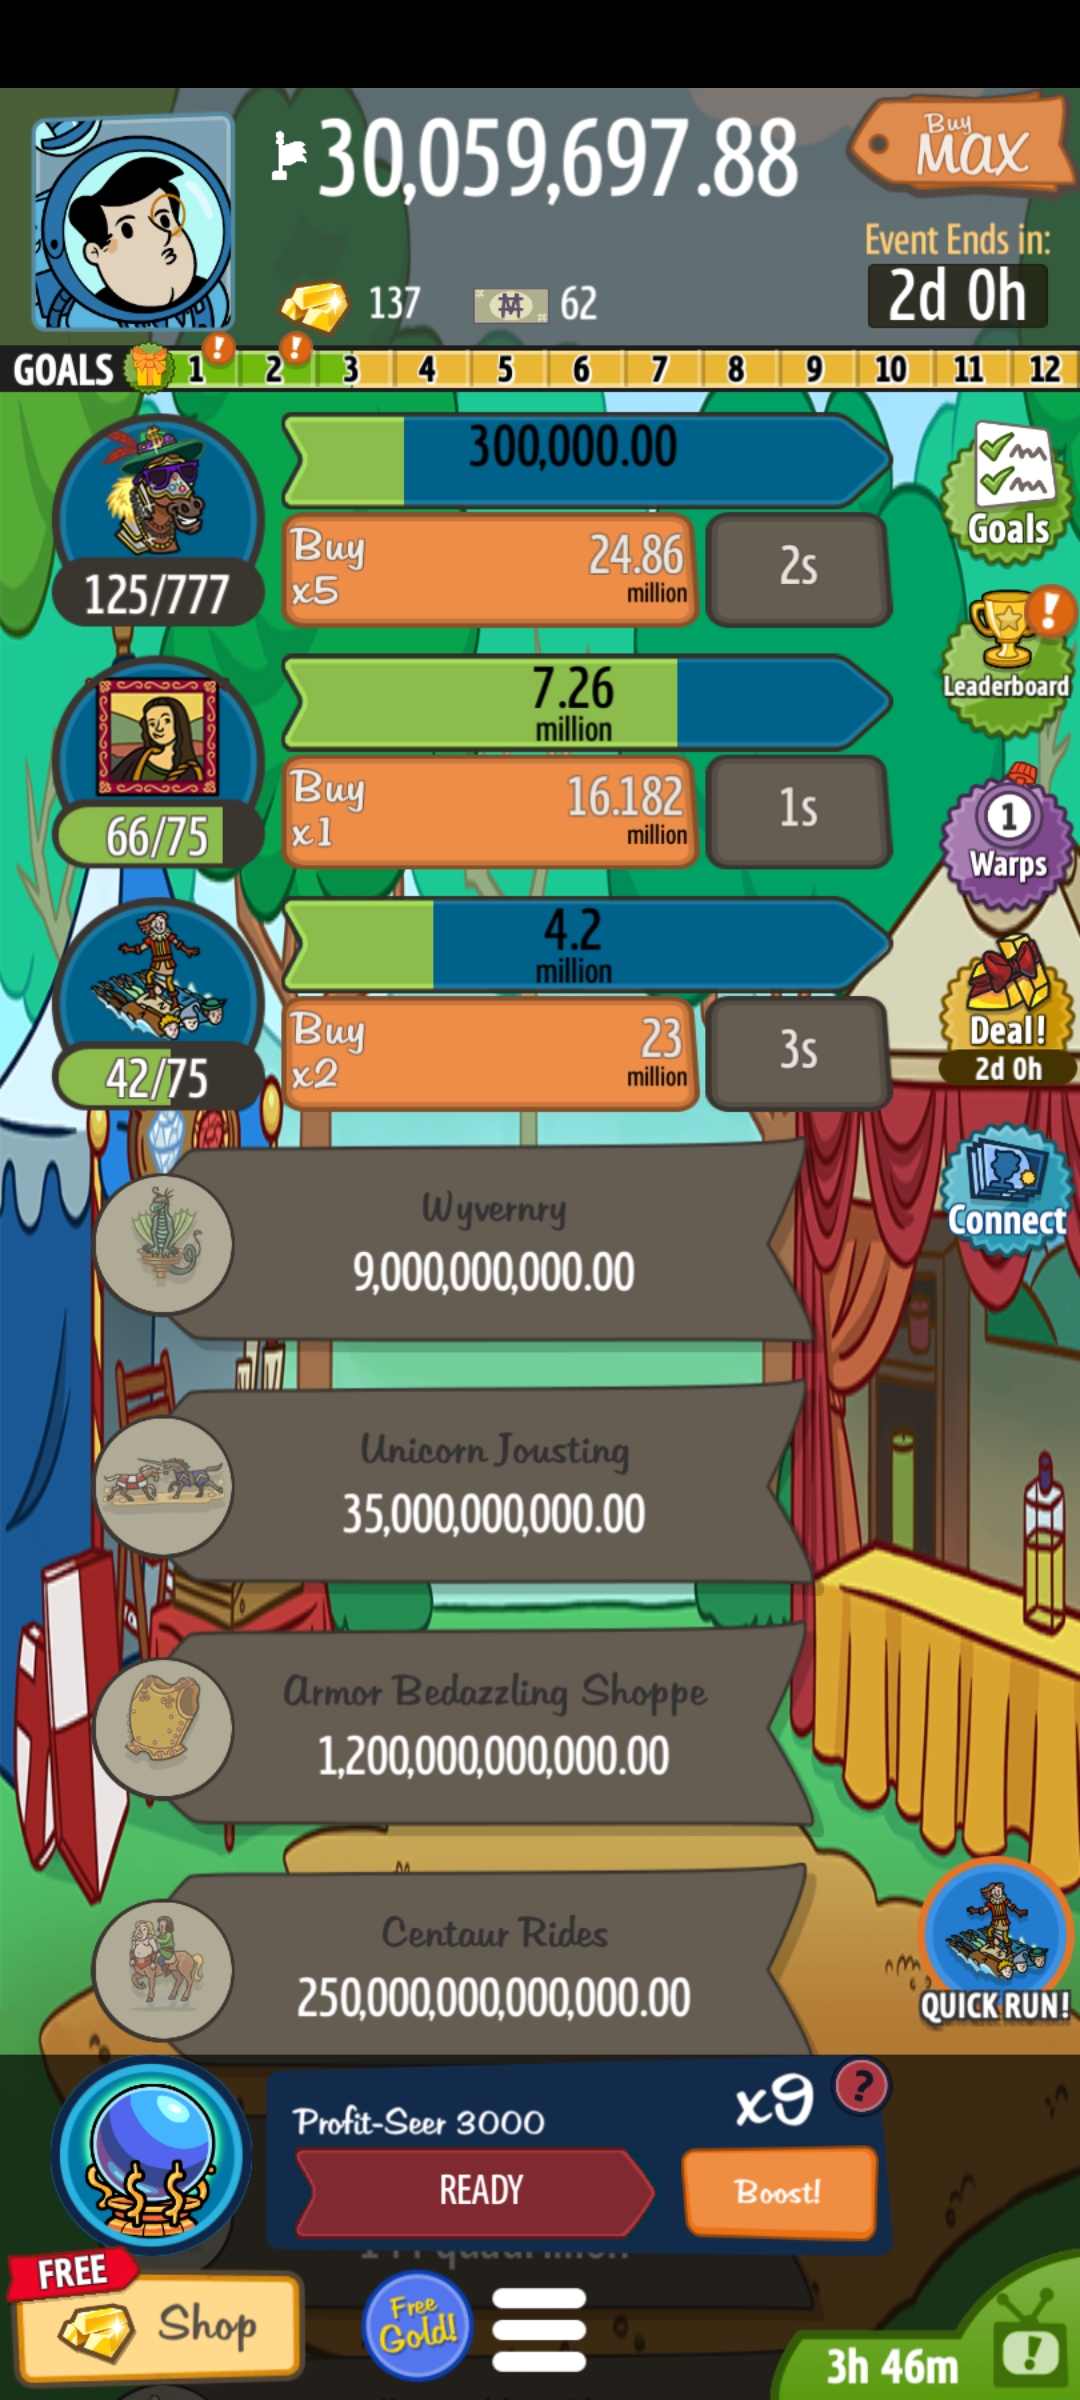 30,059,697.88
Buy
MAX
Event Ends in:
2d 0h
137
62
GOALS 1 ! 2 ! 3 4 5 6 7 8 9 10 11 12
300,000.00
Buy
x5
24.86
million
2s
125/777
Goals
7.26
million
!
Leaderboard
Buy
x1
16.182
million
1s
66/75
1
Warps
4.2
million
Buy
x2
23
million
3s
42/75
Deal!
2d 0h
Wyvernry
9,000,000,000.00
Connect
Unicorn Jousting
35,000,000,000.00
Armor Bedazzling Shoppe
1,200,000,000,000.00
Centaur Rides
250,000,000,000,000.00
QUICK RUN!
Profit-Seer 3000
x9
?
READY
Boost!
FREE
Shop
Free
Gold!
3h 46m
!